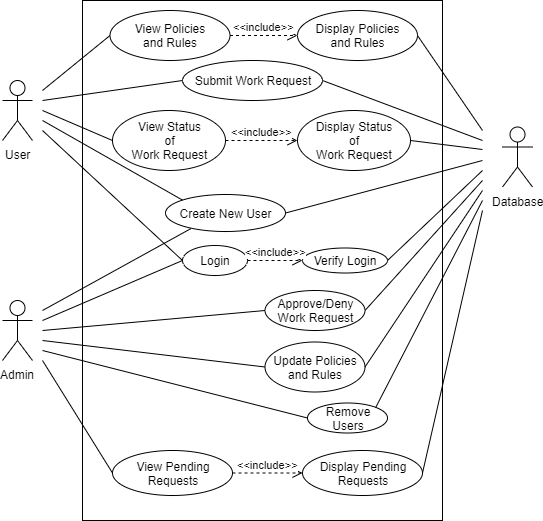 View Policies
and Rules
<<include>>
Display Policies
and Rules
Submit Work Request
User
View Status
of
Work Request
<<include>>
Display Status
of
Work Request
Database
Create New User
Login
<<include>>
Verify Login
Approve/Deny
Work Request
Admin
Update Policies
and Rules
Remove
Users
View Pending
Requests
<<include>>
Display Pending
Requests